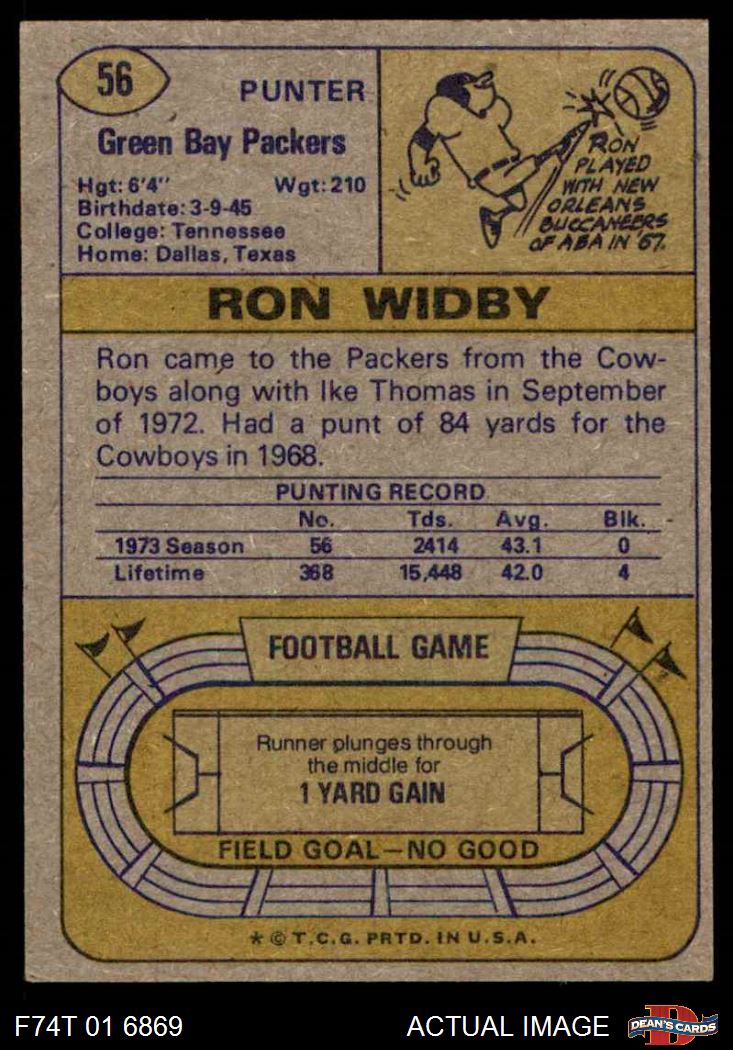 56
PUNTER
Green Bay Packers
Hgt: 6'4" Wgt: 210
Birthdate: 3-9-45
College: Tennessee
Home: Dallas, Texas
RON
PLAYED
WITH NEW
ORLEANS
BUCCANEERS
OF ABA IN '67.
RON WIDBY
Ron came to the Packers from the Cow-
boys along with Ike Thomas in September
of 1972. Had a punt of 84 yards for the
Cowboys in 1968.
PUNTING RECORD
No. Tds. Avg. Blk.
1973 Season 56 2414 43.1 0
Lifetime 368 15,448 42.0 4
FOOTBALL GAME
Runner plunges through
the middle for
1 YARD GAIN
FIELD GOAL—NO GOOD
* © T.C.G. PRTD. IN U.S.A.
F74T 01 6869 ACTUAL IMAGE
D
DEAN'S CARDS